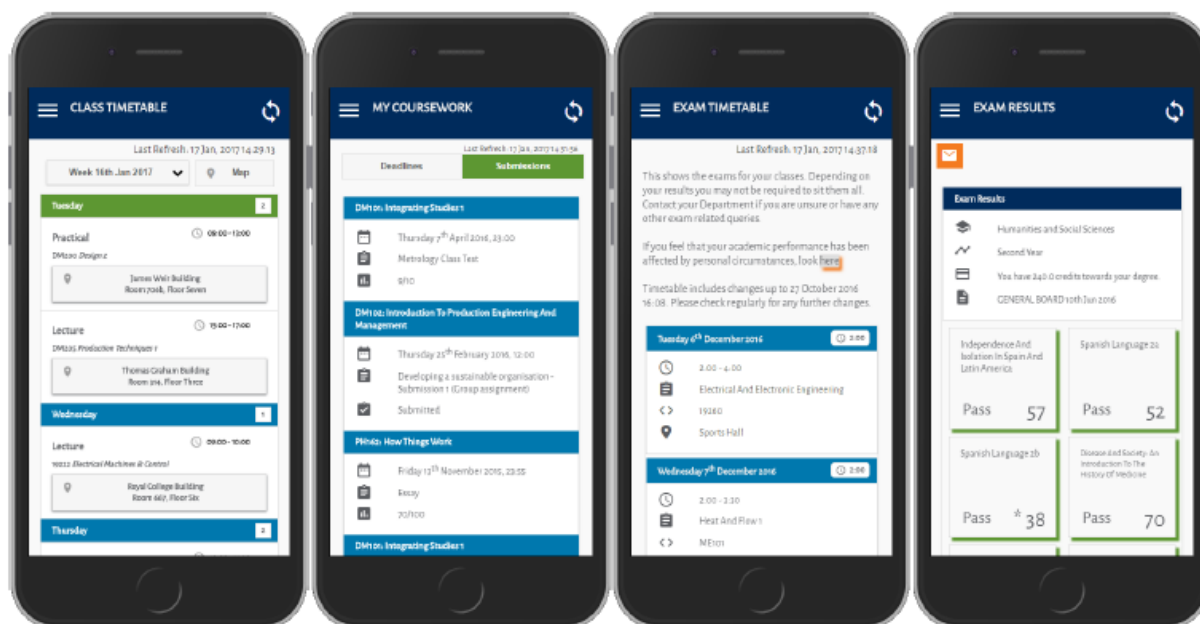 CLASS TIMETABLE
Last Refresh: 17 Jan, 2017 14.29.13
Week 16th Jan 2017
Map
Tuesday
2
Practical
09:00 - 12:00
James Weir Building
Floor Seven
Lecture
15:00 - 17:00
DM225 Production Techniques 1
Thomas Graham Building
Floor Three
Wednesday
1
Lecture
09:00 - 10:00
Electrical Machines & Control
Royal College Building
Floor Six
Thursday
2
MY COURSEWORK
Last Refresh: 17 Jan, 2017
Deadlines
Submissions
DM101: Integrating Studies 1
Thursday 7th April 2016, 23:00
Metrology Class Test
9/10
DM102: Introduction To Production Engineering And
Management
Thursday 25th February 2016, 12:00
Developing a sustainable organisation -
Submission 1 (Group assignment)
Submitted
PH162: How Things Work
Friday 13th November 2015, 23:55
Essay
70/100
DM101: Integrating Studies 1
EXAM TIMETABLE
Last Refresh: 17 Jan, 2017 14.37.18
This shows the exams for your classes. Depending on
your results you may not be required to sit them all.
Contact your Department if you are unsure or have any
other exam related queries.
If you feel that your academic performance has been
affected by personal circumstances, look here
Timetable includes changes up to 27 October 2016
16:08. Please check regularly for any further changes.
Tuesday 6th December 2016
2:00
2.00 - 4.00
Electrical And Electronic Engineering
19260
Sports Hall
Wednesday 7th December 2016
2:00
2.00 - 3.30
Heat And Flow 1
ME101
EXAM RESULTS
Exam Results
Humanities and Social Sciences
Second Year
You have 240.0 credits towards your degree.
GENERAL BOARD 10th Jun 2016
Independence And
Isolation In Spain And
Latin America
Pass 57
Spanish Language 2a
Pass 52
Spanish Language 2b
Pass * 38
Disease And Society: An
Introduction To The
History Of Medicine
Pass 70